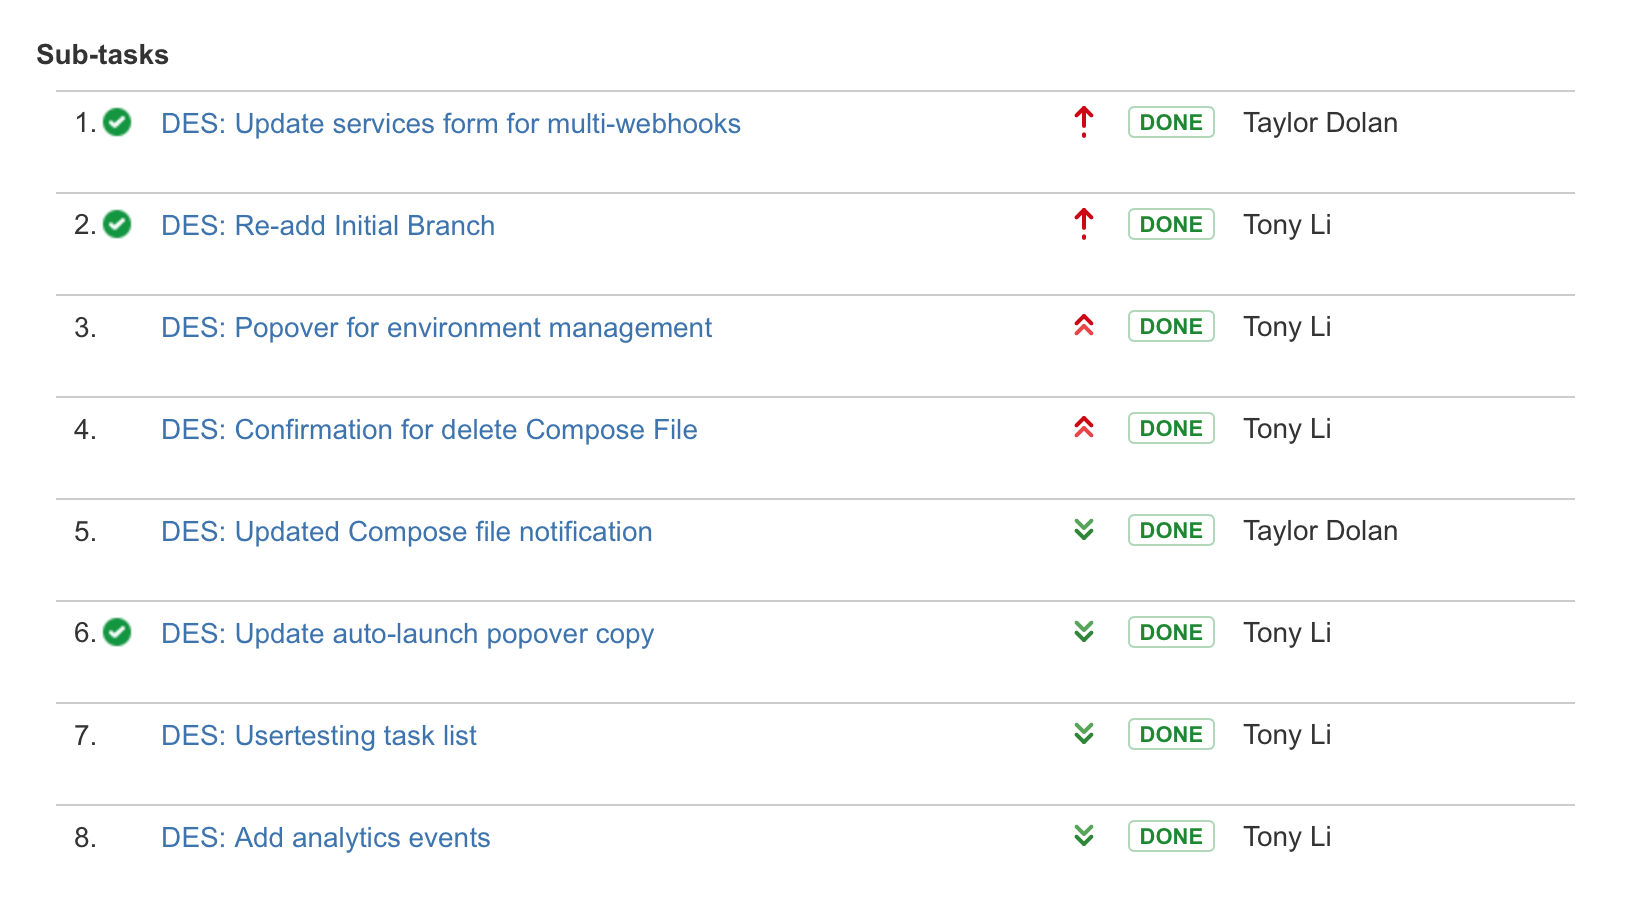 Sub-tasks
1. DES: Update services form for multi-webhooks DONE Taylor Dolan
2. DES: Re-add Initial Branch DONE Tony Li
3. DES: Popover for environment management DONE Tony Li
4. DES: Confirmation for delete Compose File DONE Tony Li
5. DES: Updated Compose file notification DONE Taylor Dolan
6. DES: Update auto-launch popover copy DONE Tony Li
7. DES: Usertesting task list DONE Tony Li
8. DES: Add analytics events DONE Tony Li